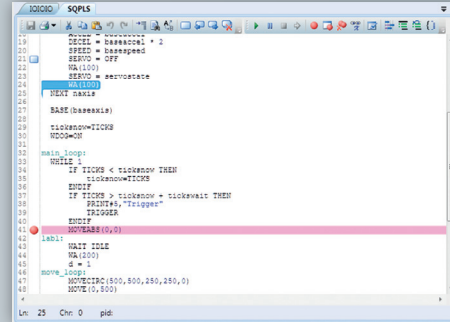 IOIOIO SQPLS
19 DECEL = baseaccel * 2
20 SPEED = basespeed
21 SERVO = OFF
22 WA(100)
23 SERVO = servostate
24 WA(100)
25 NEXT naxis
26
27 BASE(baseaxis)
28
29 ticksnow=TICKS
30 WDOG=ON
31
32 main_loop:
33 WHILE 1
34 IF TICKS < ticksnow THEN
35 ticksnow=TICKS
36 ENDIF
37 IF TICKS > ticksnow + tickswait THEN
38 PRINT#5,"Trigger"
39 TRIGGER
40 ENDIF
41 MOVEABS(0,0)
42 lab1:
43 WAIT IDLE
44 WA(200)
45 d = 1
46 move_loop:
47 MOVECIRC(500,500,250,250,0)
48 MOVE(0,500)
Ln: 25 Chr: 0 pid: